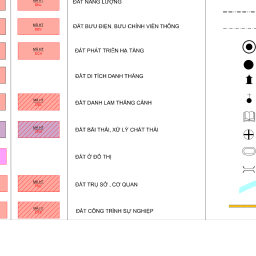 ĐẤT NĂNG LƯỢNG
ĐẤT BƯU ĐIỆN, BƯU CHÍNH VIỄN THÔNG
ĐẤT PHÁT TRIỂN HẠ TẦNG
ĐẤT DI TÍCH DANH THẮNG
ĐẤT DANH LAM THẮNG CẢNH
ĐẤT BÃI THẢI, XỬ LÝ CHẤT THẢI
ĐẤT Ở ĐÔ THỊ
ĐẤT TRỤ SỞ , CƠ QUAN
ĐẤT CÔNG TRÌNH SỰ NGHIỆP